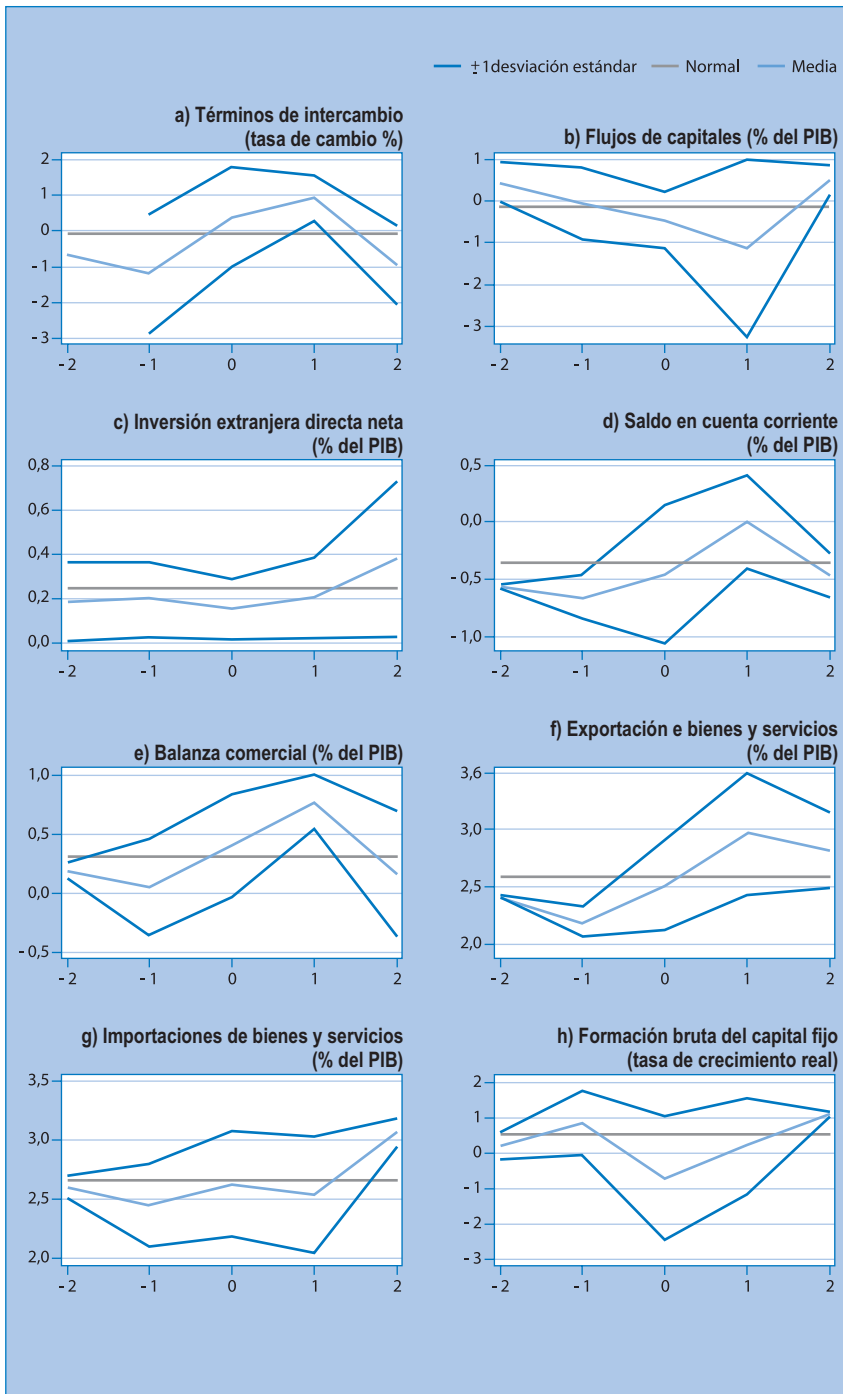 ±1desviación estándar Normal Media
a) Términos de intercambio
(tasa de cambio %)
2
1
0
- 1
- 2
- 3
- 2 - 1 0 1 2
b) Flujos de capitales (% del PIB)
1
0
- 1
- 2
- 3
- 2 - 1 0 1 2
c) Inversión extranjera directa neta
(% del PIB)
0,8
0,6
0,4
0,2
0,0
- 2 - 1 0 1 2
d) Saldo en cuenta corriente
(% del PIB)
0,5
0,0
- 0,5
- 1,0
- 2 - 1 0 1 2
e) Balanza comercial (% del PIB)
1,0
0,5
0,0
- 0,5
- 2 - 1 0 1 2
f) Exportación e bienes y servicios
(% del PIB)
3,6
3,0
2,5
2,0
- 2 - 1 0 1 2
g) Importaciones de bienes y servicios
(% del PIB)
3,5
3,0
2,5
2,0
- 2 - 1 0 1 2
h) Formación bruta del capital fijo
(tasa de crecimiento real)
2
1
0
- 1
- 2
- 3
- 2 - 1 0 1 2